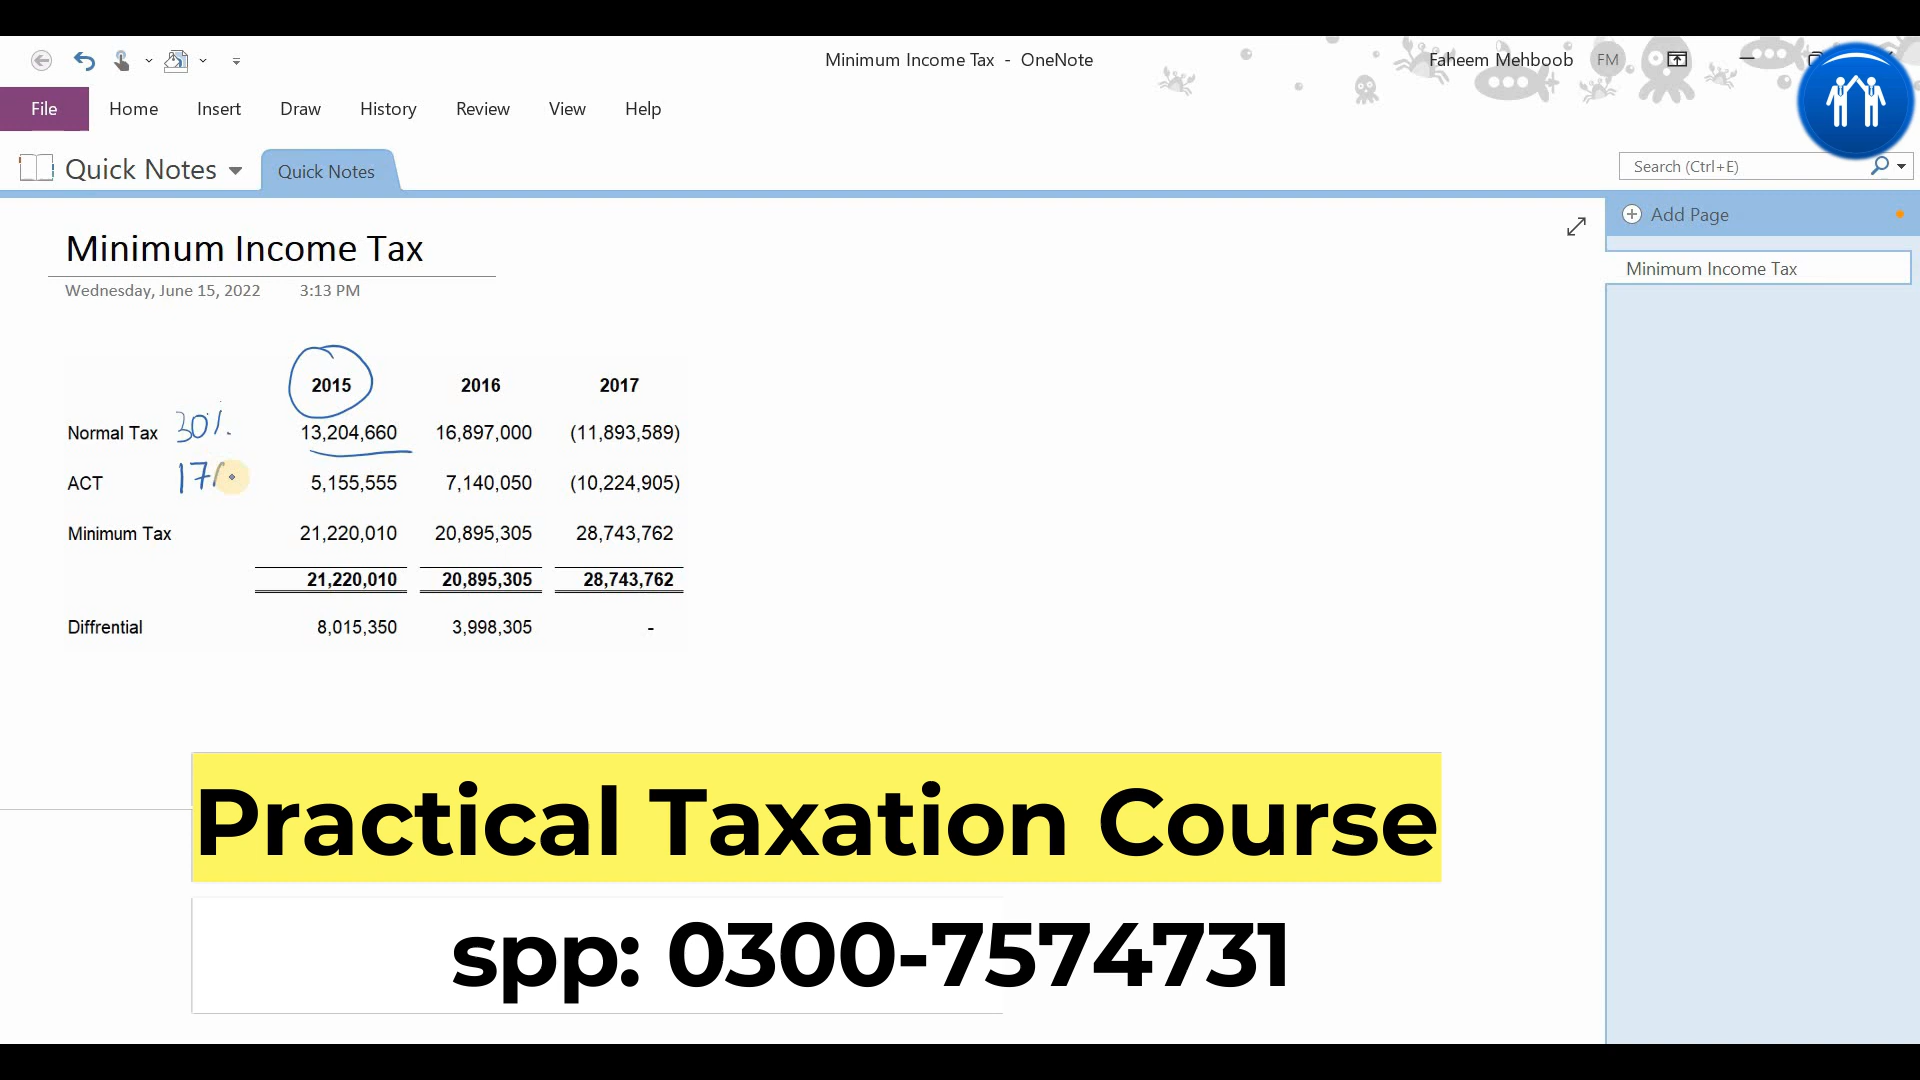 Minimum Income Tax - OneNote
Faheem Mehboob FM
File Home Insert Draw History Review View Help
Quick Notes Quick Notes
Search (Ctrl+E)
Add Page
Minimum Income Tax
Minimum Income Tax
Wednesday, June 15, 2022 3:13 PM
2015 2016 2017
Normal Tax 30%. 13,204,660 16,897,000 (11,893,589)
ACT 17 5,155,555 7,140,050 (10,224,905)
Minimum Tax 21,220,010 20,895,305 28,743,762
21,220,010 20,895,305 28,743,762
Diffrential 8,015,350 3,998,305 -
Practical Taxation Course
spp: 0300-7574731